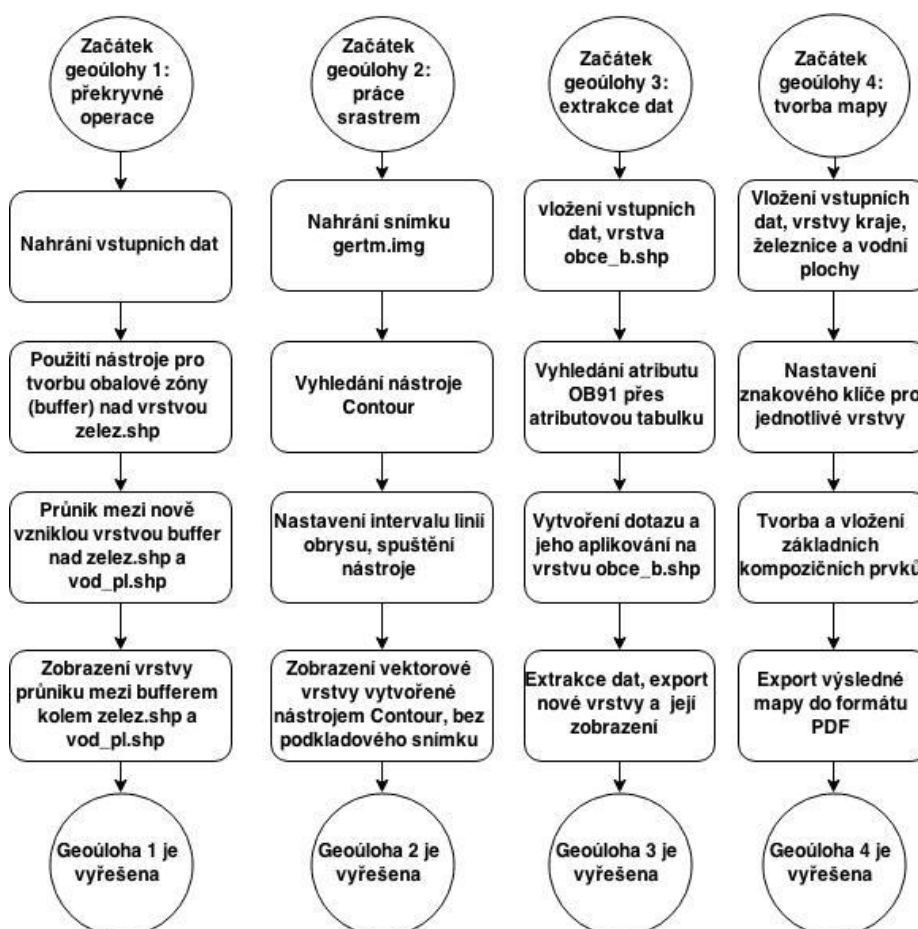 Začátek
geoúlohy 1:
překryvné
operace
Nahrání vstupních dat
Použití nástroje pro
tvorbu obalové zóny
(buffer) nad vrstvou
zelez.shp
Průnik mezi nově
vzniklou vrstvou buffer
nad zelez.shp a
vod_pl.shp
Zobrazení vrstvy
průniku mezi bufferem
kolem zelez.shp a
vod_pl.shp
Geoúloha 1 je
vyřešena
Začátek
geoúlohy 2:
práce
srastrem
Nahrání snímku
gertm.img
Vyhledání nástroje
Contour
Nastavení intervalu linií
obrysu, spuštění
nástroje
Zobrazení vektorové
vrstvy vytvořené
nástrojem Contour, bez
podkladového snímku
Geoúloha 2 je
vyřešena
Začátek
geoúlohy 3:
extrakce dat
vložení vstupních
dat, vrstva
obce_b.shp
Vyhledání atributu
OB91 přes
atributovou tabulku
Vytvoření dotazu a
jeho aplikování na
vrstvu obce_b.shp
Extrakce dat, export
nové vrstvy a její
zobrazení
Geoúloha 3 je
vyřešena
Začátek
geoúlohy 4:
tvorba mapy
Vložení vstupních
dat, vrstvy kraje,
železnice a vodní
plochy
Nastavení
znakového klíče pro
jednotlivé vrstvy
Tvorba a vložení
základních
kompozičních prvků
Export výsledné
mapy do formátu
PDF
Geoúloha 4 je
vyřešena